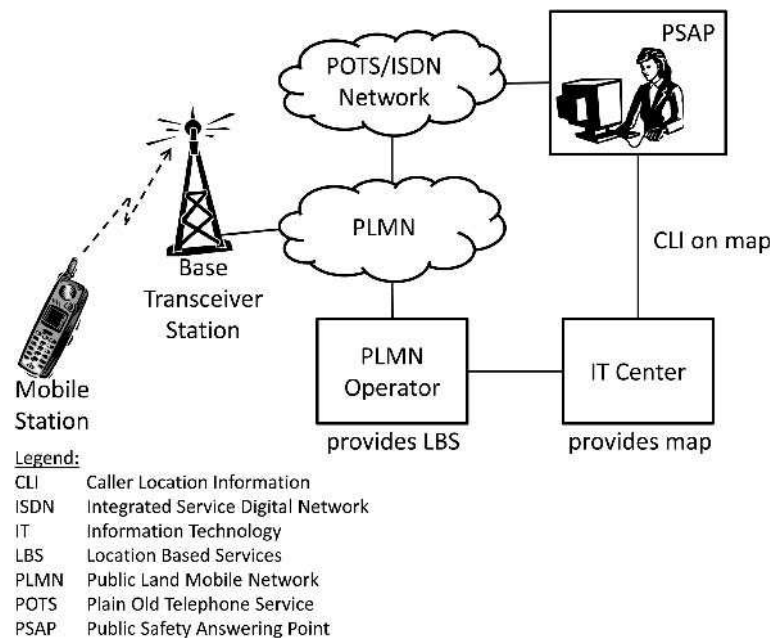 PSAP
POTS/ISDN
Network
PLMN
CLI on map
Base
Transceiver
Station
PLMN
Operator
IT Center
Mobile
Station
provides LBS
provides map
Legend:
CLI Caller Location Information
ISDN Integrated Service Digital Network
IT Information Technology
LBS Location Based Services
PLMN Public Land Mobile Network
POTS Plain Old Telephone Service
PSAP Public Safety Answering Point